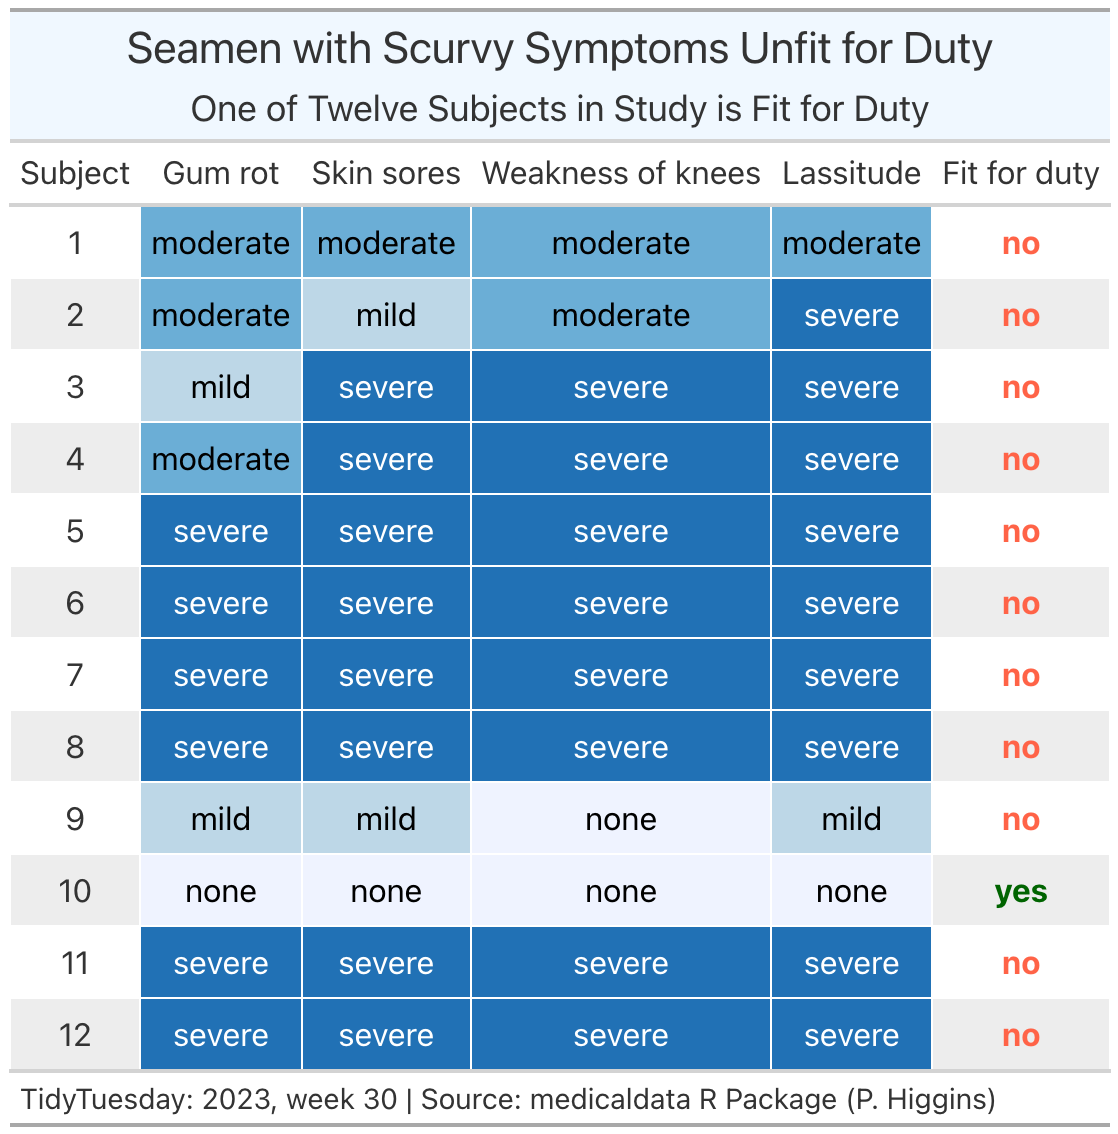 Seamen with Scurvy Symptoms Unfit for Duty
One of Twelve Subjects in Study is Fit for Duty
Subject Gum rot Skin sores Weakness of knees Lassitude Fit for duty
1 moderate moderate moderate moderate no
2 moderate mild moderate severe no
3 mild severe severe severe no
4 moderate severe severe severe no
5 severe severe severe severe no
6 severe severe severe severe no
7 severe severe severe severe no
8 severe severe severe severe no
9 mild mild none mild no
10 none none none none yes
11 severe severe severe severe no
12 severe severe severe severe no
TidyTuesday: 2023, week 30 | Source: medicaldata R Package (P. Higgins)